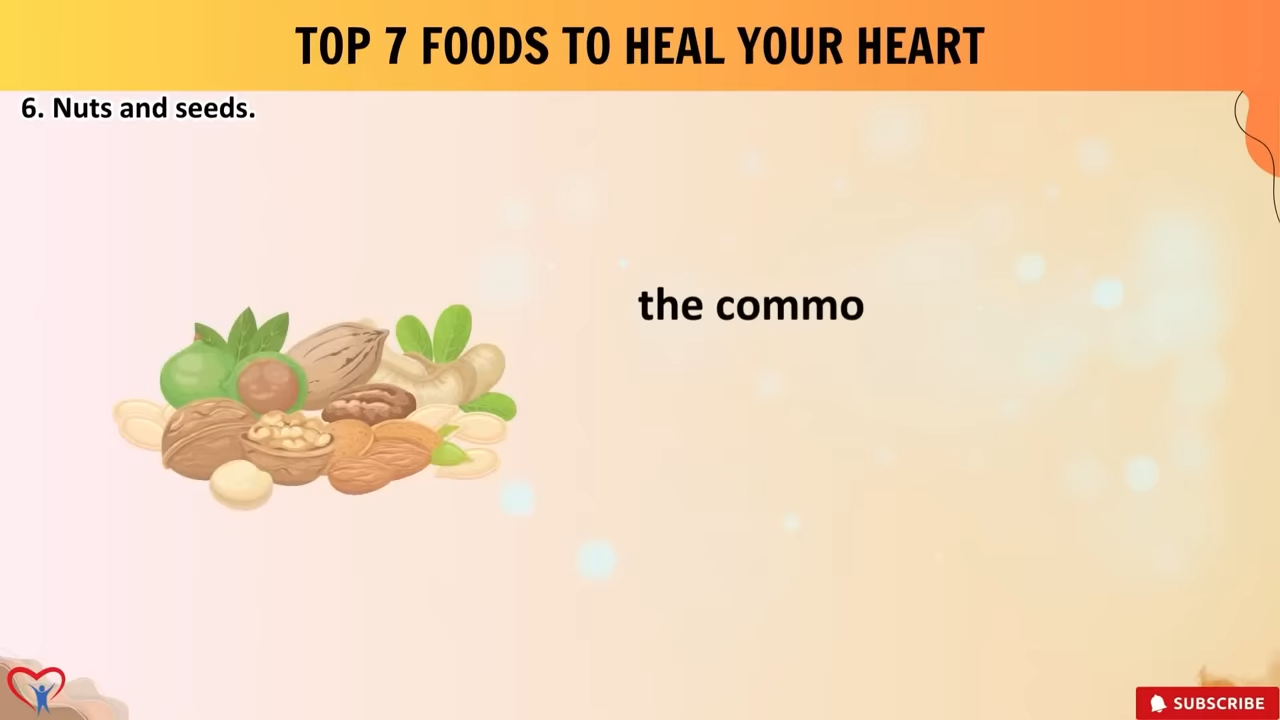 TOP 7 FOODS TO HEAL YOUR HEART
6. Nuts and seeds.
the commo
SUBSCRIBE